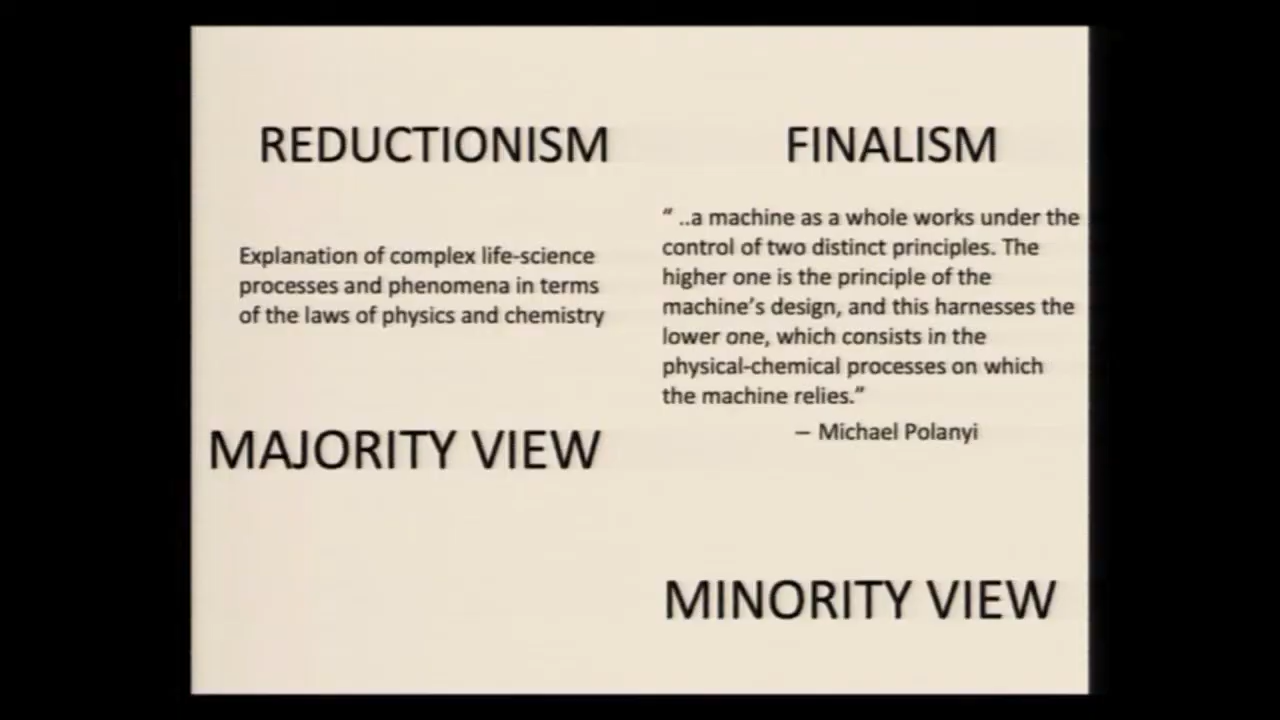 REDUCTIONISM
Explanation of complex life-science
processes and phenomena in terms
of the laws of physics and chemistry
MAJORITY VIEW
FINALISM
“ ..a machine as a whole works under the
control of two distinct principles. The
higher one is the principle of the
machine’s design, and this harnesses the
lower one, which consists in the
physical-chemical processes on which
the machine relies.”
– Michael Polanyi
MINORITY VIEW